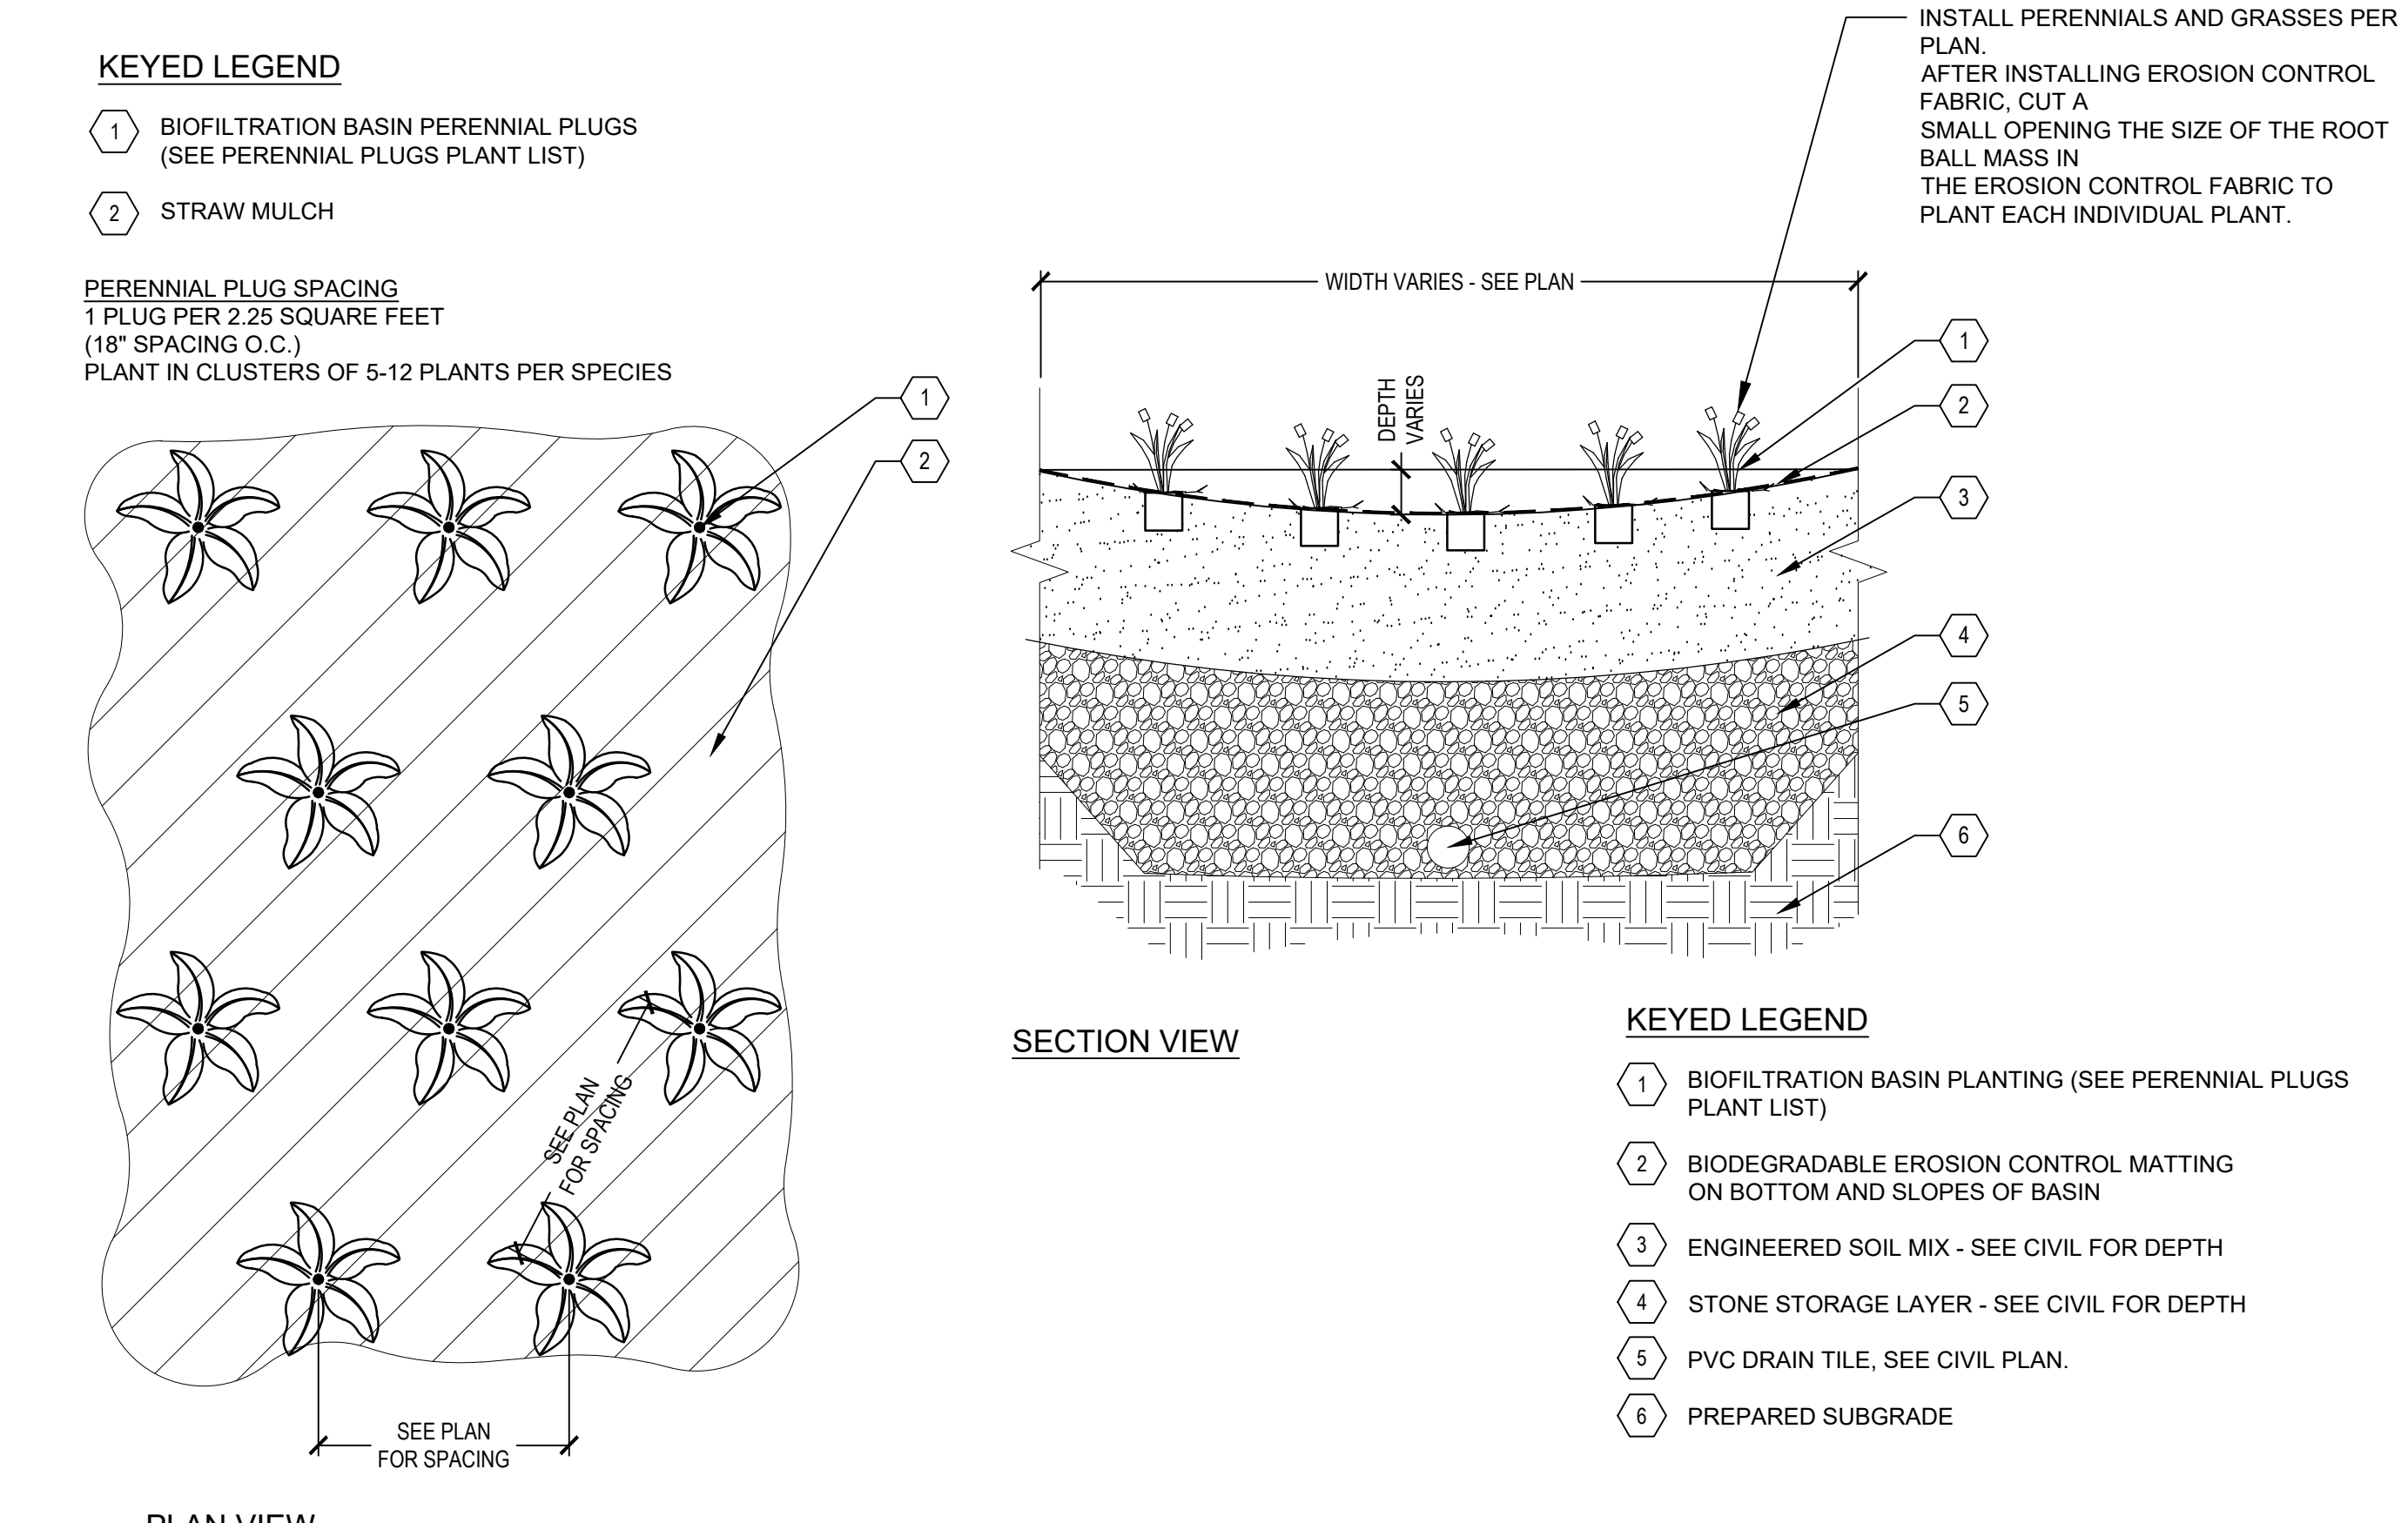 KEYED LEGEND
1
BIOFILTRATION BASIN PERENNIAL PLUGS
(SEE PERENNIAL PLUGS PLANT LIST)
2
STRAW MULCH
PERENNIAL PLUG SPACING
1 PLUG PER 2.25 SQUARE FEET
(18" SPACING O.C.)
PLANT IN CLUSTERS OF 5-12 PLANTS PER SPECIES
1
2
SEE PLAN
FOR SPACING
SEE PLAN
FOR SPACING
PLAN VIEW
INSTALL PERENNIALS AND GRASSES PER
PLAN.
AFTER INSTALLING EROSION CONTROL
FABRIC, CUT A
SMALL OPENING THE SIZE OF THE ROOT
BALL MASS IN
THE EROSION CONTROL FABRIC TO
PLANT EACH INDIVIDUAL PLANT.
WIDTH VARIES - SEE PLAN
DEPTH
VARIES
1
2
3
4
5
6
SECTION VIEW
KEYED LEGEND
1
BIOFILTRATION BASIN PLANTING (SEE PERENNIAL PLUGS
PLANT LIST)
2
BIODEGRADABLE EROSION CONTROL MATTING
ON BOTTOM AND SLOPES OF BASIN
3
ENGINEERED SOIL MIX - SEE CIVIL FOR DEPTH
4
STONE STORAGE LAYER - SEE CIVIL FOR DEPTH
5
PVC DRAIN TILE, SEE CIVIL PLAN.
6
PREPARED SUBGRADE